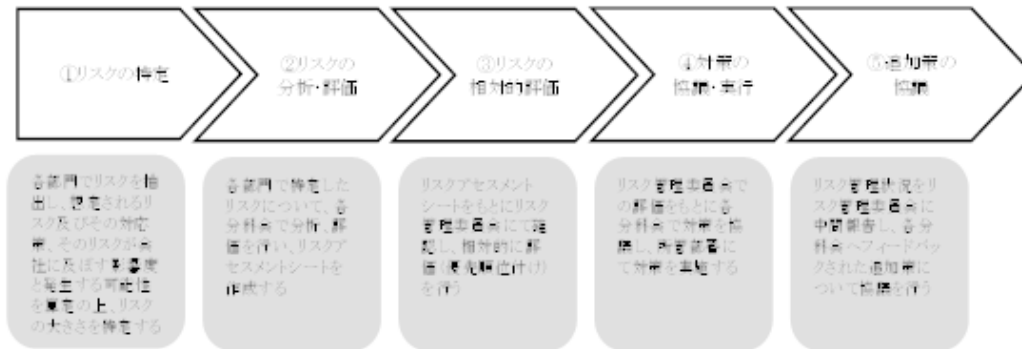 ①リスクの特定
②リスクの
分析・評価
③リスクの
相対的評価
④対策の
協議・実行
⑤追加策の
協議
各部門でリスクを抽
出し、想定されるリ
スク及びその対応
策、そのリスクが会
社に及ぼす影響度
と発生する可能性
を算定の上、リスク
の大きさを特定する
各部門で特定した
リスクについて、各
分科会で分析、評
価を行い、リスクア
セスメントシートを
作成する
リスクアセスメント
シートをもとにリスク
管理委員会にて確
認し、相対的に評
価(優先順位付け)
を行う
リスク管理委員会で
の評価をもとに各
分科会で対策を協
議し、所管部署に
て対策を実施する
リスク管理状況をリ
スク管理委員会に
中間報告し、各分
科会へフィードバッ
クされた追加策に
ついて協議を行う